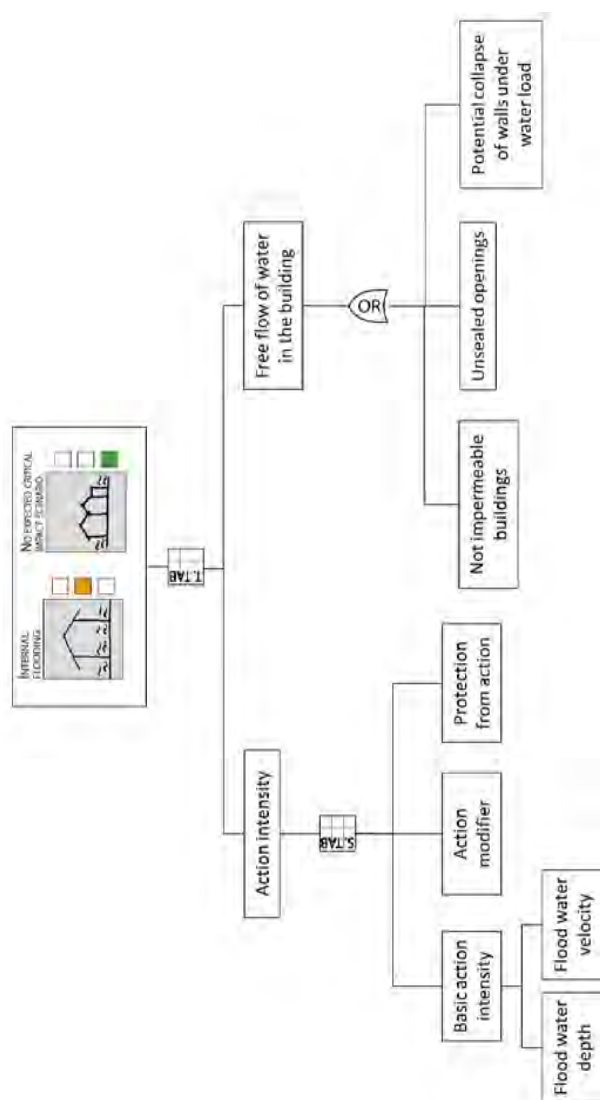 INTERNAL
FLOODING
NO EXPECTED CRITICAL
IMPACT SCENARIO
T. TAB
Action intensity
Free flow of water
in the building
S. TAB
OR
Basic action
intensity
Action
modifier
Protection
from action
Not impermeable
buildings
Unsealed openings
Potential collapse
of walls under
water load
Flood water
depth
Flood water
velocity